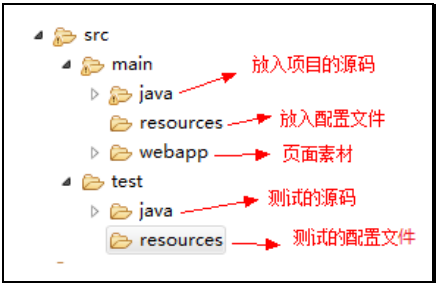 src
main
放入项目的源码
java
resources 放入配置文件
webapp 页面素材
test
测试的源码
java
resources 测试的配置文件